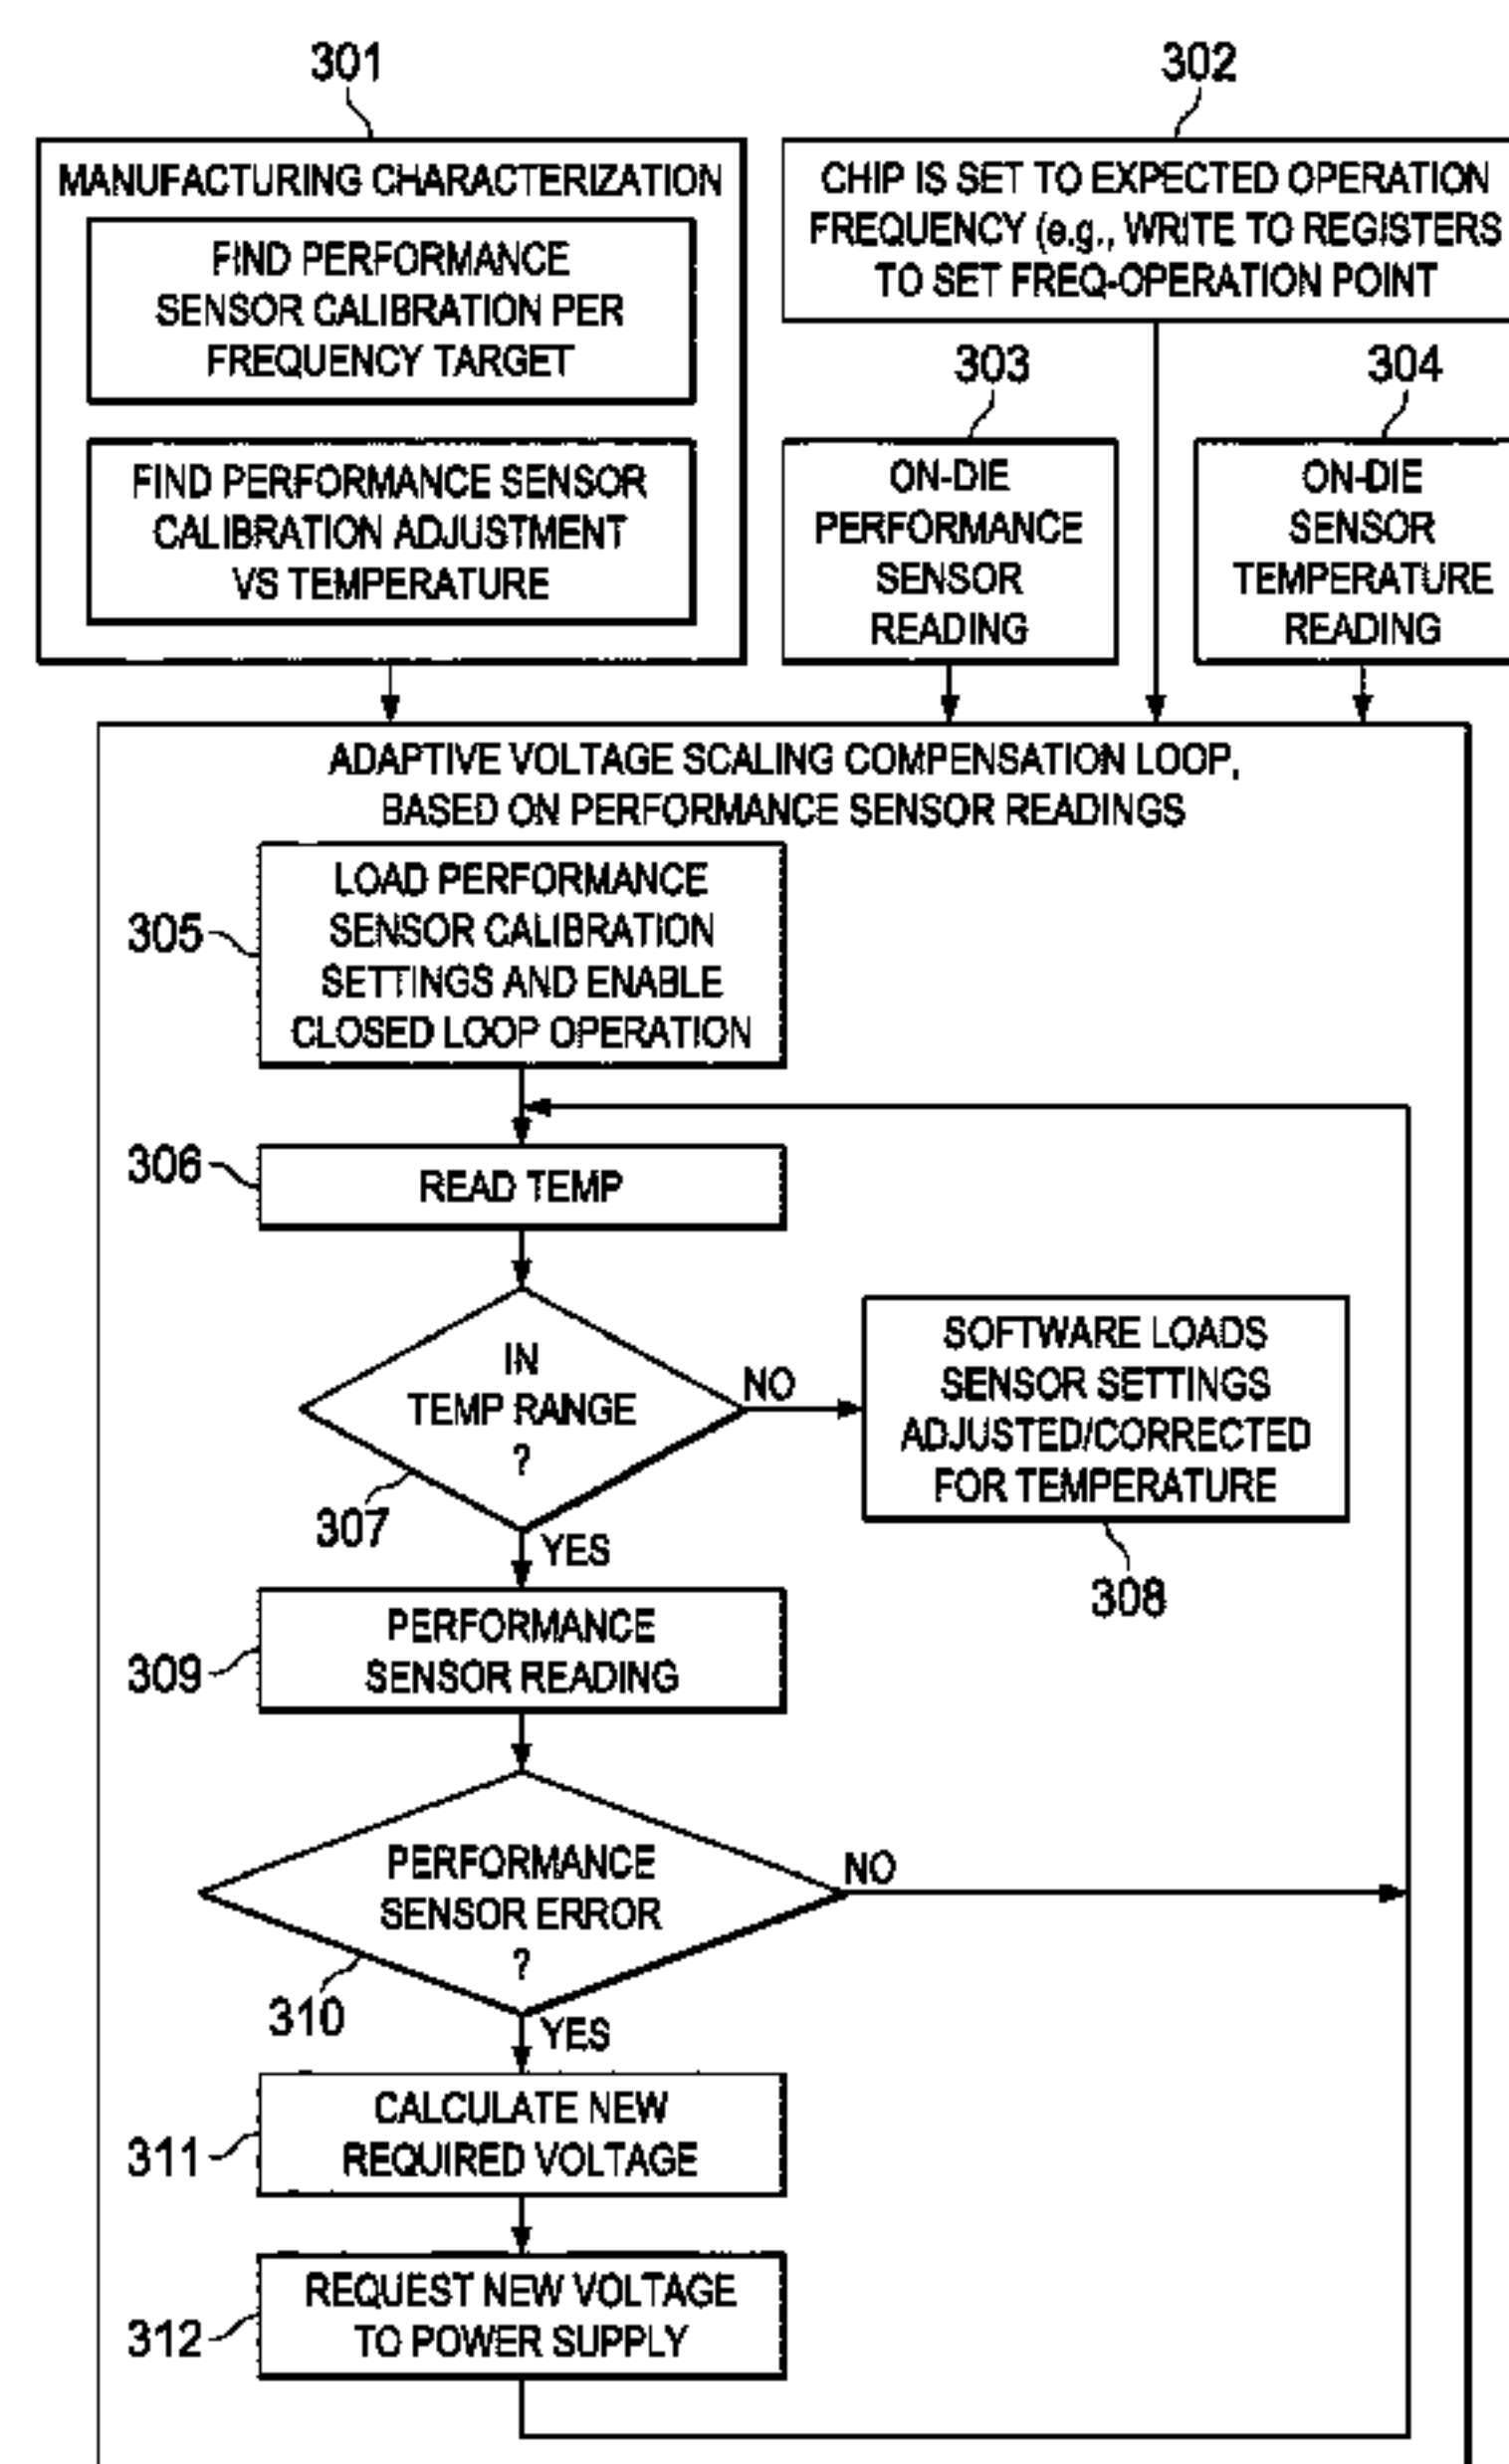 301
302
MANUFACTURING CHARACTERIZATION
FIND PERFORMANCE
SENSOR CALIBRATION PER
FREQUENCY TARGET
FIND PERFORMANCE SENSOR
CALIBRATION ADJUSTMENT
VS TEMPERATURE
CHIP IS SET TO EXPECTED OPERATION
FREQUENCY (e.g., WRITE TO REGISTERS
TO SET FREQ-OPERATION POINT
303
304
ON-DIE
PERFORMANCE
SENSOR
READING
ON-DIE
SENSOR
TEMPERATURE
READING
ADAPTIVE VOLTAGE SCALING COMPENSATION LOOP,
BASED ON PERFORMANCE SENSOR READINGS
305
LOAD PERFORMANCE
SENSOR CALIBRATION
SETTINGS AND ENABLE
CLOSED LOOP OPERATION
306
READ TEMP
IN
TEMP RANGE
?
307
NO
YES
SOFTWARE LOADS
SENSOR SETTINGS
ADJUSTED/CORRECTED
FOR TEMPERATURE
308
309
PERFORMANCE
SENSOR READING
PERFORMANCE
SENSOR ERROR
?
310
NO
YES
311
CALCULATE NEW
REQUIRED VOLTAGE
312
REQUEST NEW VOLTAGE
TO POWER SUPPLY